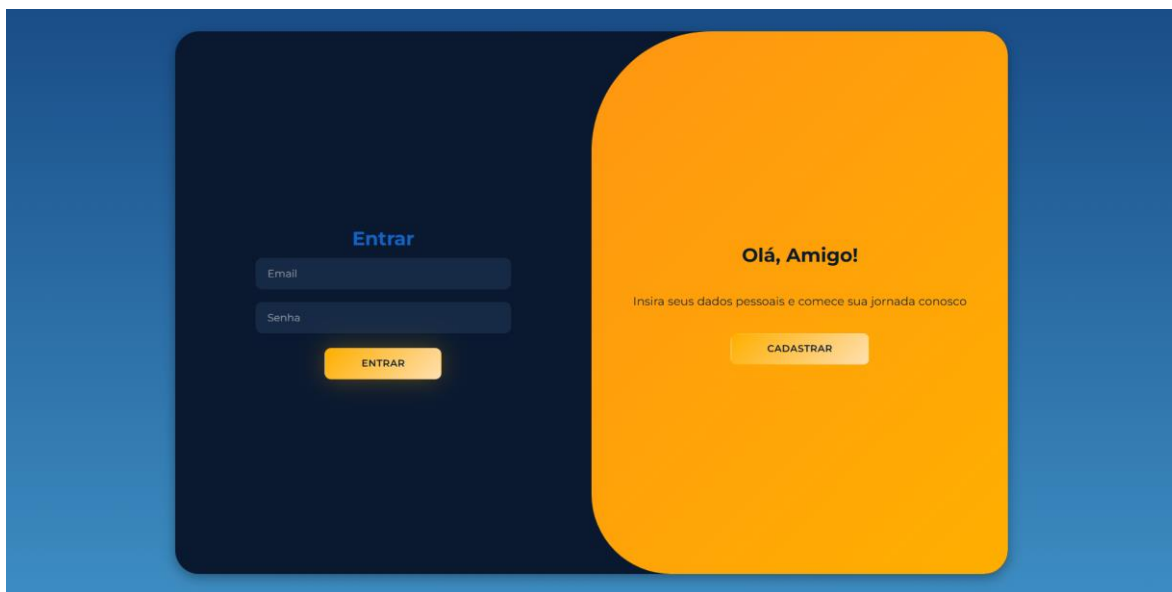 Entrar
Email
Senha
ENTRAR
Olá, Amigo!
Insira seus dados pessoais e comece sua jornada conosco
CADASTRAR